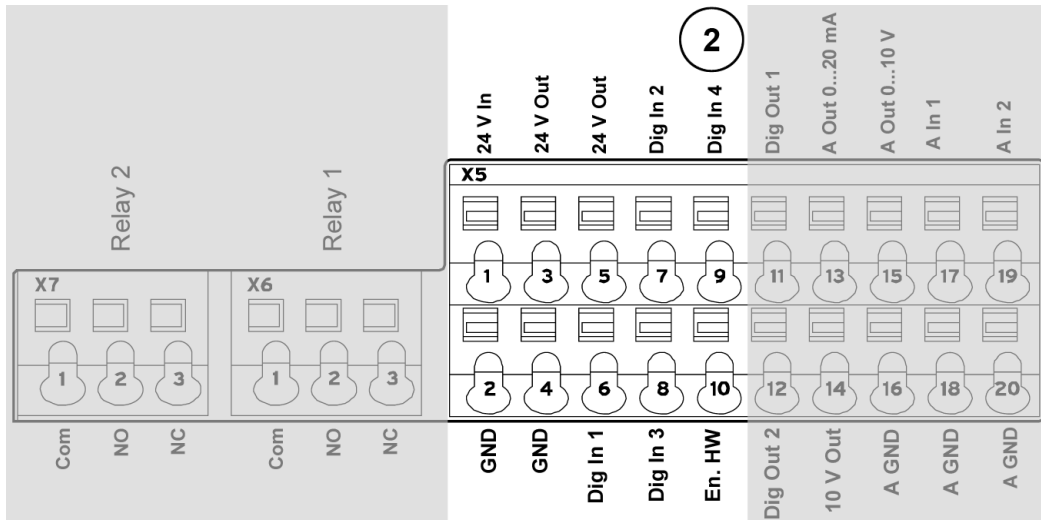 2
24 V In
24 V Out
24 V Out
Dig In 2
Dig In 4
Dig Out 1
A Out 0...20 mA
A Out 0...10 V
A In 1
A In 2
Relay 2
Relay 1
X5
1 3 5 7 9 11 13 15 17 19
X7
X6
1 2 3
1 2 3
2 4 6 8 10 12 14 16 18 20
Com
NO
NC
Com
NO
NC
GND
GND
Dig In 1
Dig In 3
En. HW
Dig Out 2
10 V Out
A GND
A GND
A GND